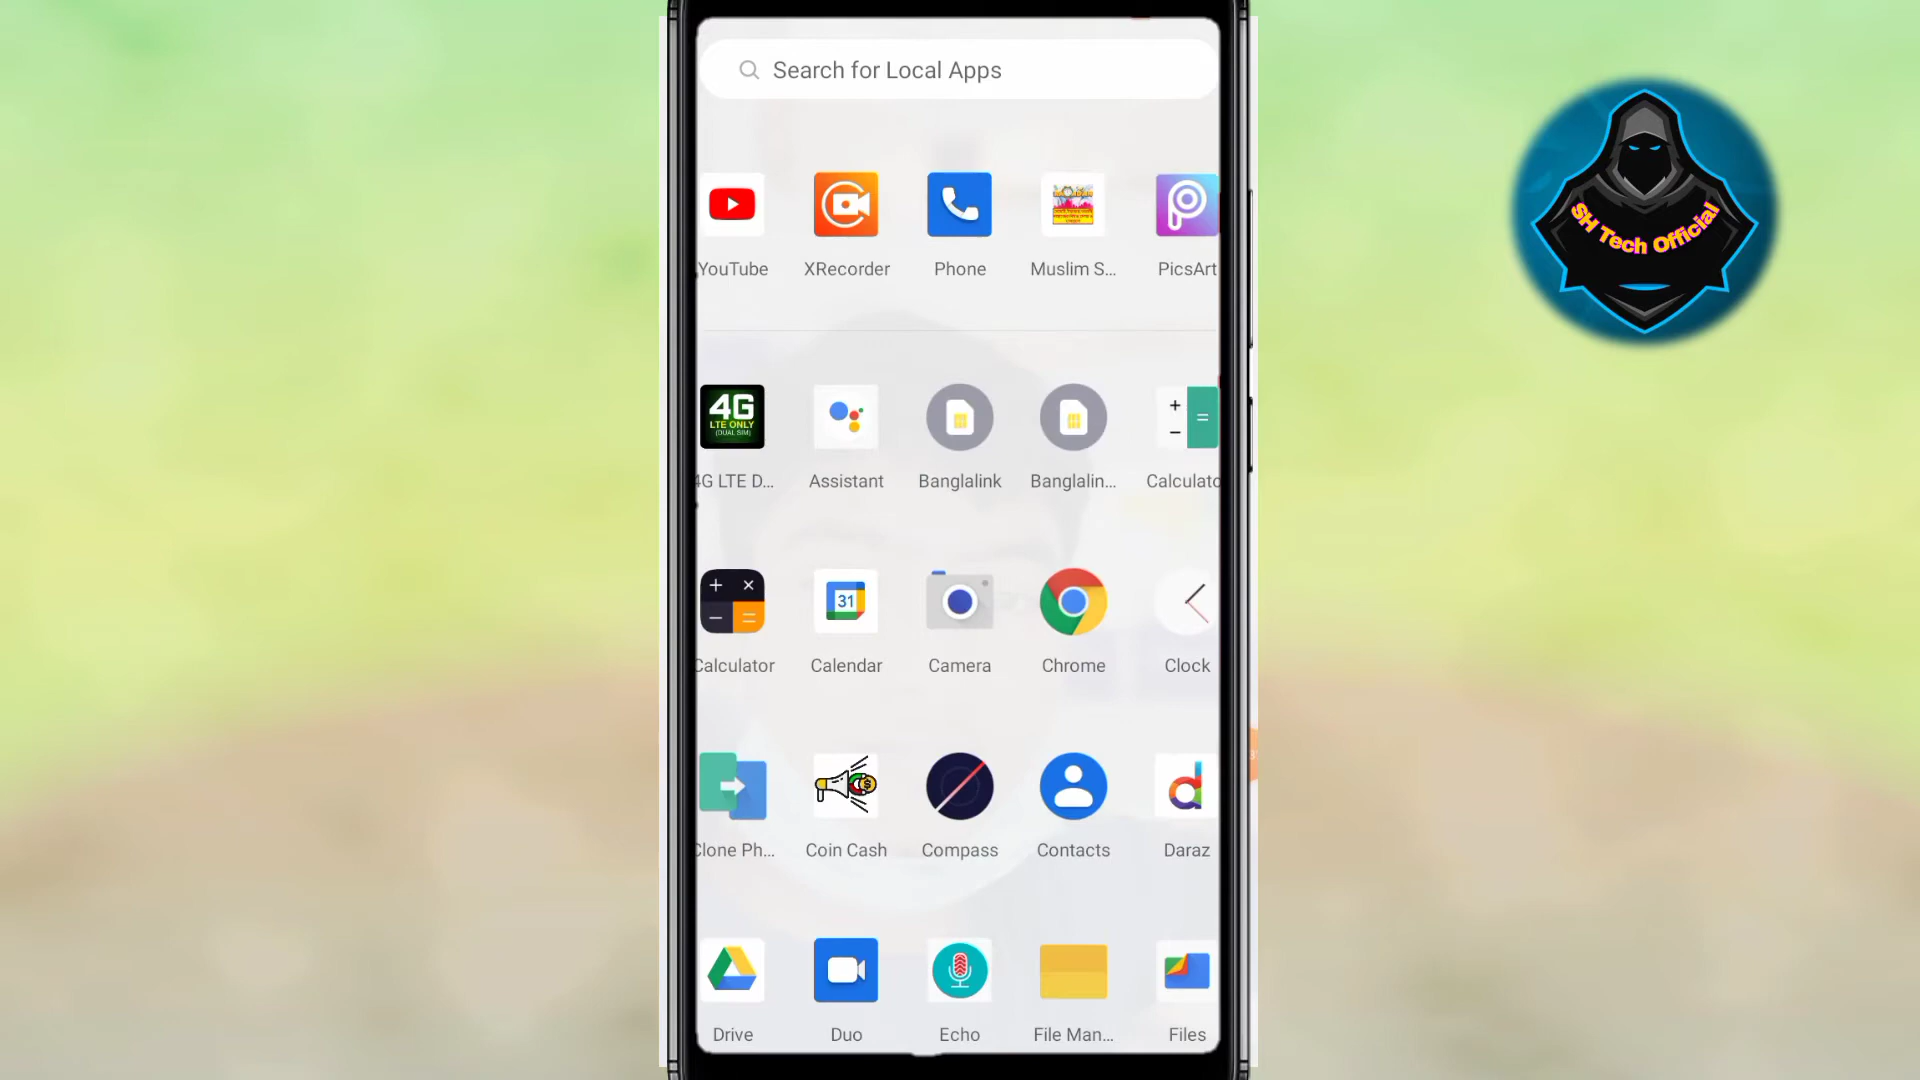 Search for Local Apps
YouTube XRecorder Phone Muslim S... PicsArt
4G
LTE ONLY
(DUAL SIM)
4G LTE D... Assistant Banglalink Banglalin... Calculato
31
Calculator Calendar Camera Chrome Clock
Clone Ph... Coin Cash Compass Contacts Daraz
Drive Duo Echo File Man... Files
SH Tech Official